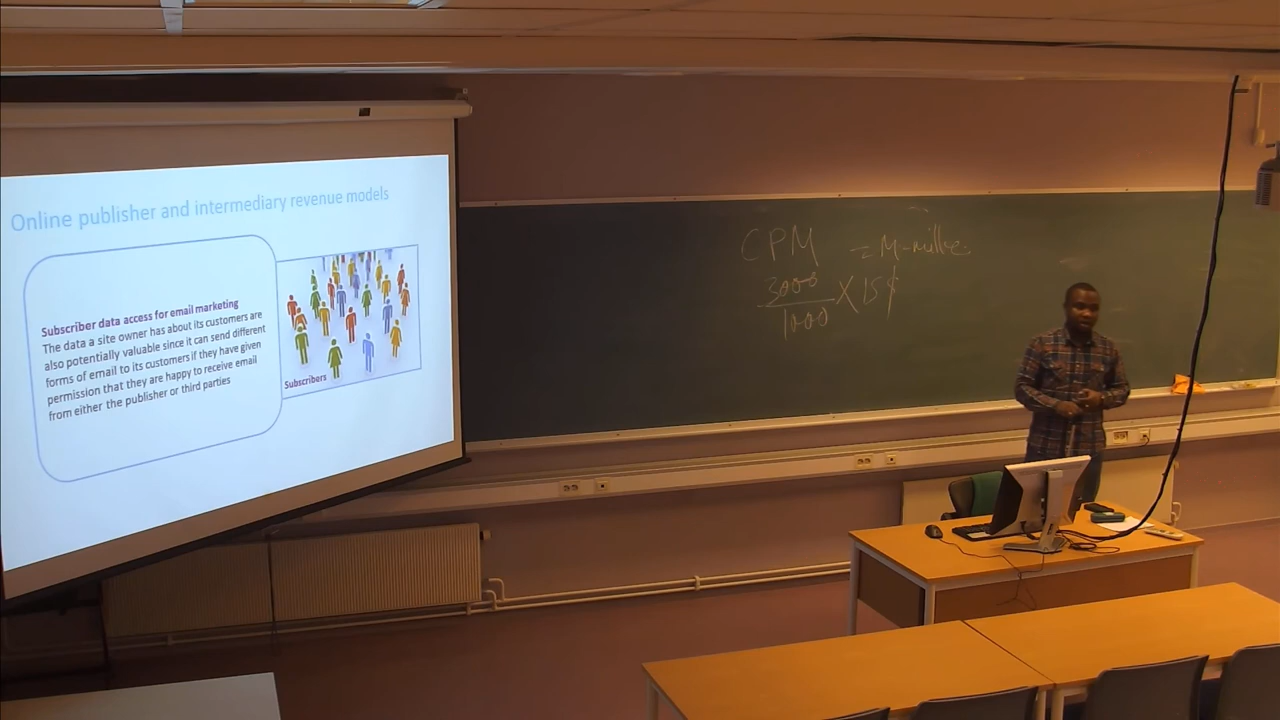 Online publisher and intermediary revenue models
Subscriber data access for email marketing
The data a site owner has about its customers are
also potentially valuable since it can send different
forms of email to its customers if they have given
permission that they are happy to receive email
from either the publisher or third parties
Subscribers
CPM = M-mille
3000
1000
X 15 ¢